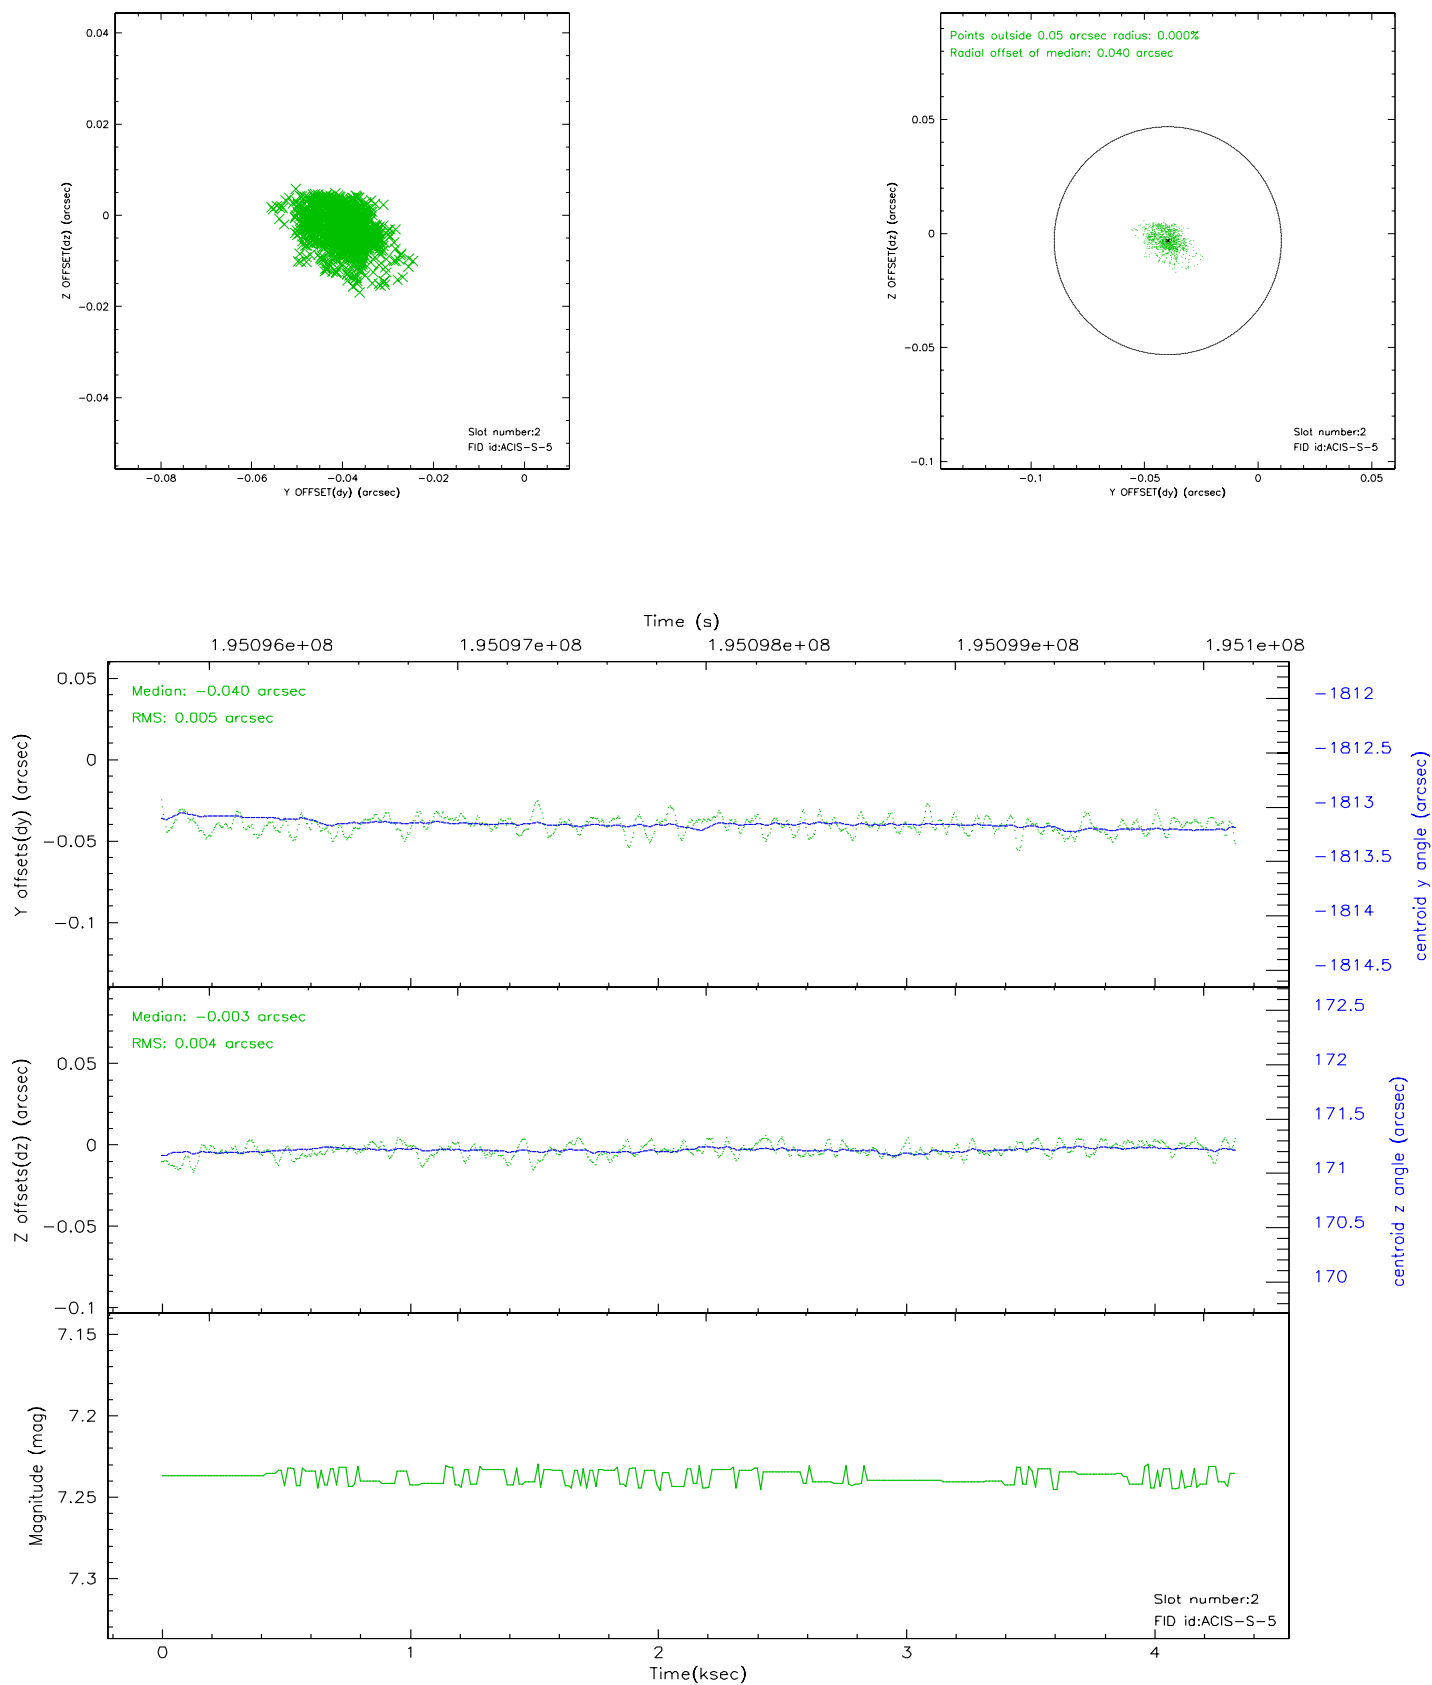 0.04
0.02
0
−0.02
−0.04
Z OFFSET(dz) (arcsec)
Slot number:2
FID id:ACIS−S−5
−0.08 −0.06 −0.04 −0.02 0
Y OFFSET(dy) (arcsec)
Points outside 0.05 arcsec radius: 0.000%
Radial offset of median: 0.040 arcsec
0.05
0
−0.05
−0.1
Z OFFSET(dz) (arcsec)
Slot number:2
FID id:ACIS−S−5
−0.1 −0.05 0 0.05
Y OFFSET(dy) (arcsec)
Time (s)
1.95096e+08 1.95097e+08 1.95098e+08 1.95099e+08 1.951e+08
Median: −0.040 arcsec
RMS: 0.005 arcsec
0.05
0
−0.05
−0.1
Y offsets(dy) (arcsec)
−1812
−1812.5
−1813
−1813.5
−1814
−1814.5
centroid y angle (arcsec)
Median: −0.003 arcsec
RMS: 0.004 arcsec
0.05
0
−0.05
−0.1
Z offsets(dz) (arcsec)
172.5
172
171.5
171
170.5
170
centroid z angle (arcsec)
7.15
7.2
7.25
7.3
Magnitude (mag)
Slot number:2
FID id:ACIS−S−5
0 1 2 3 4
Time(ksec)